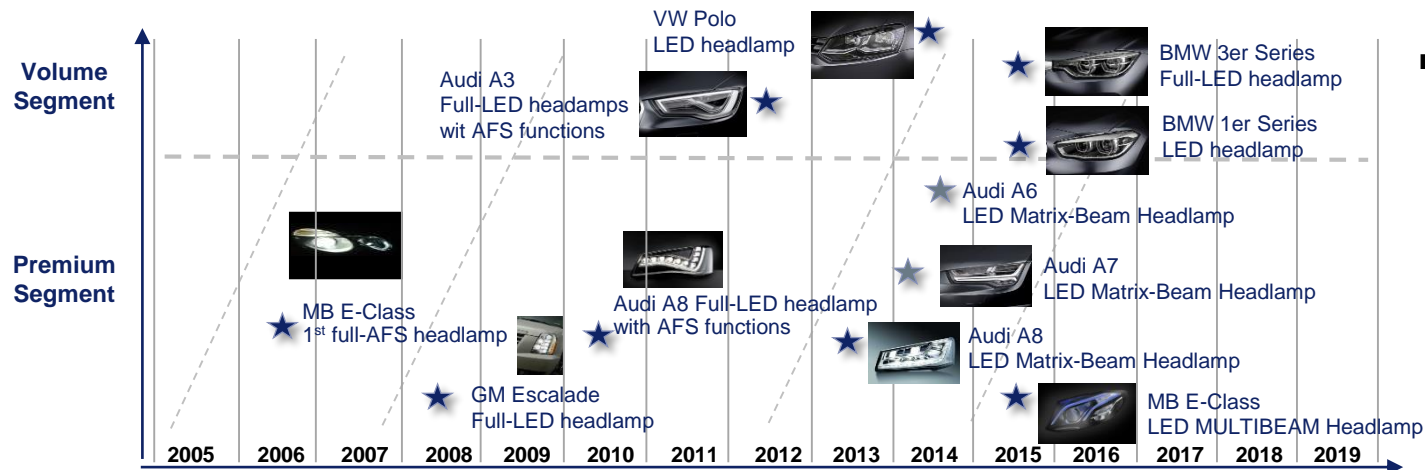 Volume
Segment
VW Polo
LED headlamp
Audi A3
Full-LED headamps
wit AFS functions
BMW 3er Series
Full-LED headlamp
BMW 1er Series
LED headlamp
Premium
Segment
Audi A6
LED Matrix-Beam Headlamp
Audi A7
LED Matrix-Beam Headlamp
MB E-Class
1st full-AFS headlamp
Audi A8 Full-LED headlamp
with AFS functions
Audi A8
LED Matrix-Beam Headlamp
GM Escalade
Full-LED headlamp
MB E-Class
LED MULTIBEAM Headlamp
2005 2006 2007 2008 2009 2010 2011 2012 2013 2014 2015 2016 2017 2018 2019